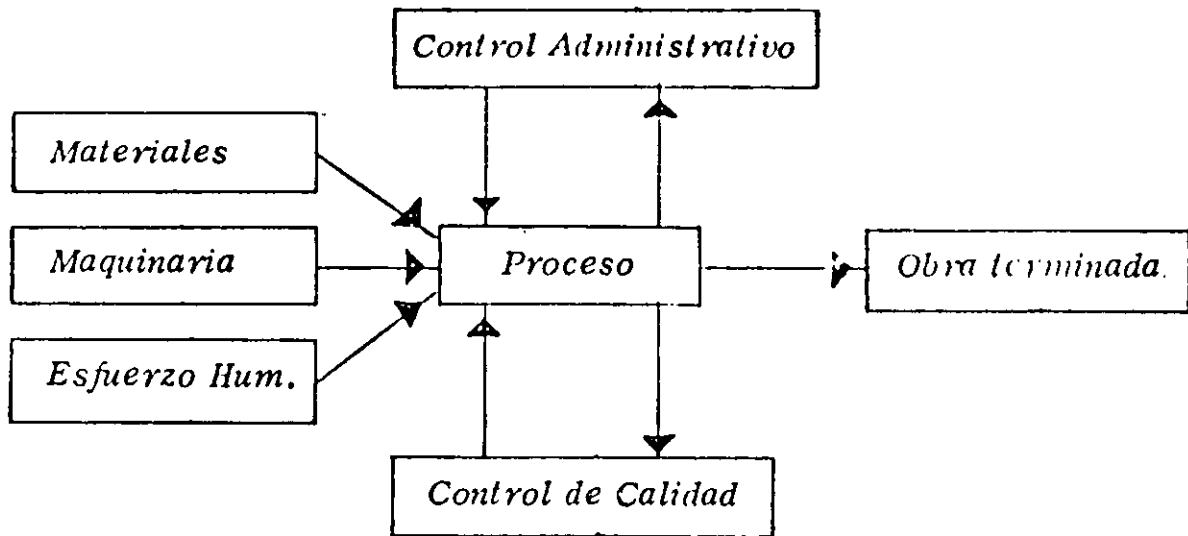 Control Administrativo
Materiales
Maquinaria
Proceso
Obra terminada.
Esfuerzo Hum.
Control de Calidad